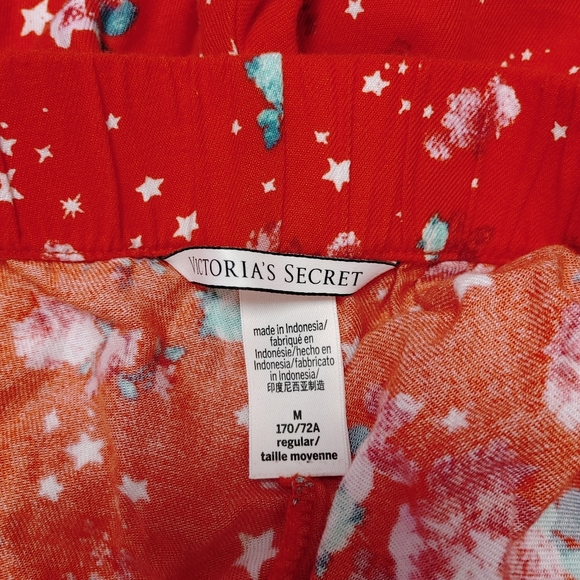 VICTORIA'S SECRET
made in Indonesia/
fabriqué en
Indonésie/hecho en
Indonesia/fabbricato
in Indonesia/
印度尼西亚制造
M
170/72A
regular/
taille moyenne